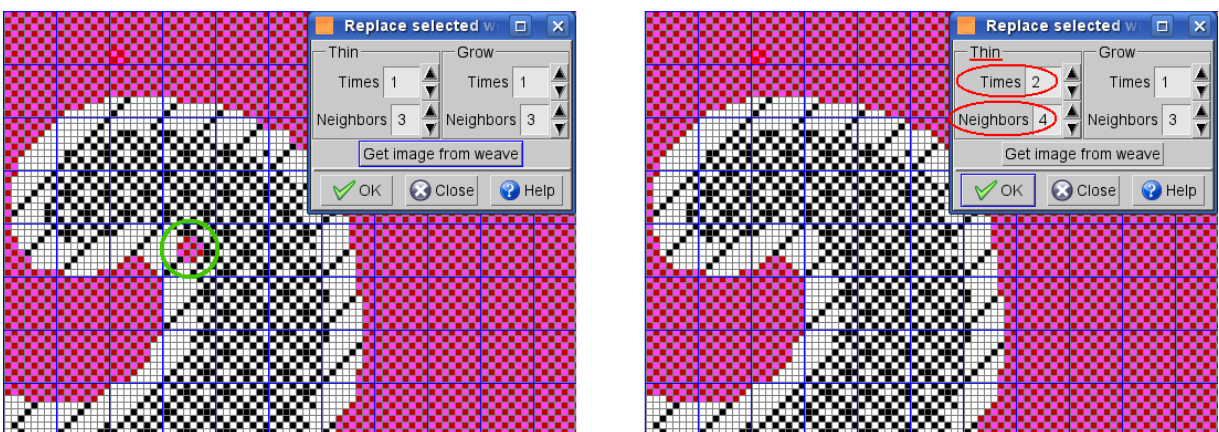 Replace selected w
Thin
Grow
Times 1
Times 1
Neighbors 3
Neighbors 3
Get image from weave
OK
Close
Help
Replace selected w
Thin
Grow
Times 2
Times 1
Neighbors 4
Neighbors 3
Get image from weave
OK
Close
Help